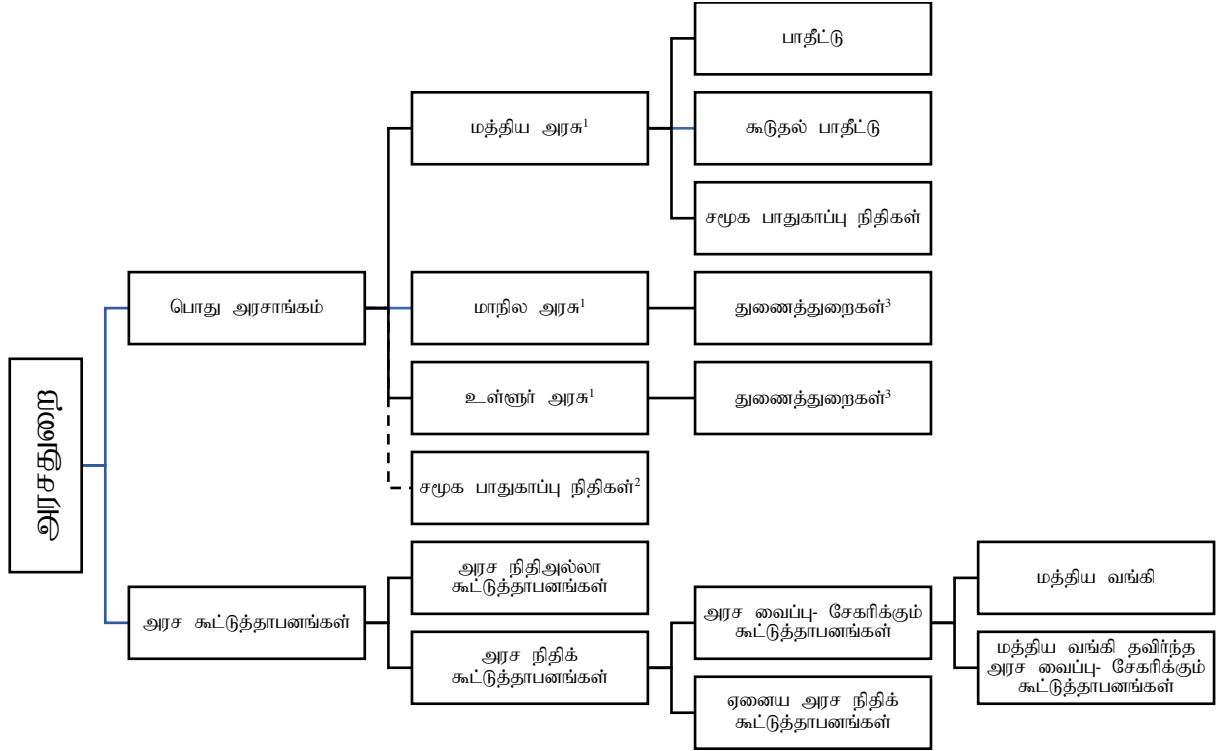 பாதீட்டு
மத்திய அரசு¹
கூடுதல் பாதீட்டு
சமூக பாதுகாப்பு நிதிகள்
பொது அரசாங்கம்
மாநில அரசு¹
துணைத்துறைகள்³
உள்ளூர் அரசு¹
துணைத்துறைகள்³
அரசதுறை
சமூக பாதுகாப்பு நிதிகள்²
அரச நிதிஅல்லா
கூட்டுத்தாபனங்கள்
அரச கூட்டுத்தாபனங்கள்
அரச நிதிக்
கூட்டுத்தாபனங்கள்
அரச வைப்பு- சேகரிக்கும்
கூட்டுத்தாபனங்கள்
மத்திய வங்கி
மத்திய வங்கி தவிர்ந்த
அரச வைப்பு- சேகரிக்கும்
கூட்டுத்தாபனங்கள்
ஏனைய அரச நிதிக்
கூட்டுத்தாபனங்கள்